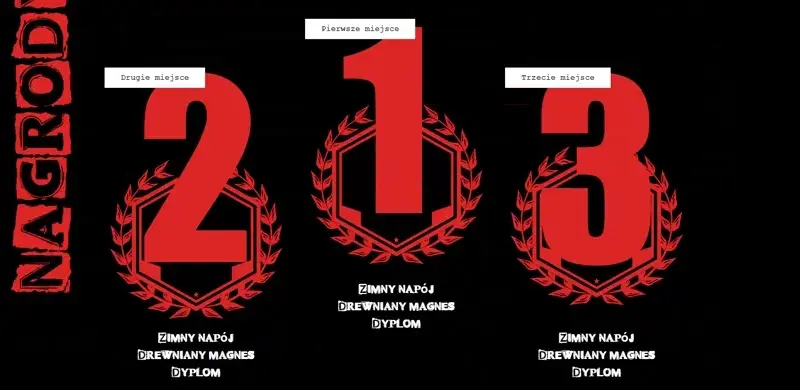 NAGRODY
Drugie miejsce
2
Zimny napój
Drewniany magnes
Dyplom
Pierwsze miejsce
1
Zimny napój
Drewniany magnes
Dyplom
Trzecie miejsce
3
Zimny napój
Drewniany magnes
Dyplom